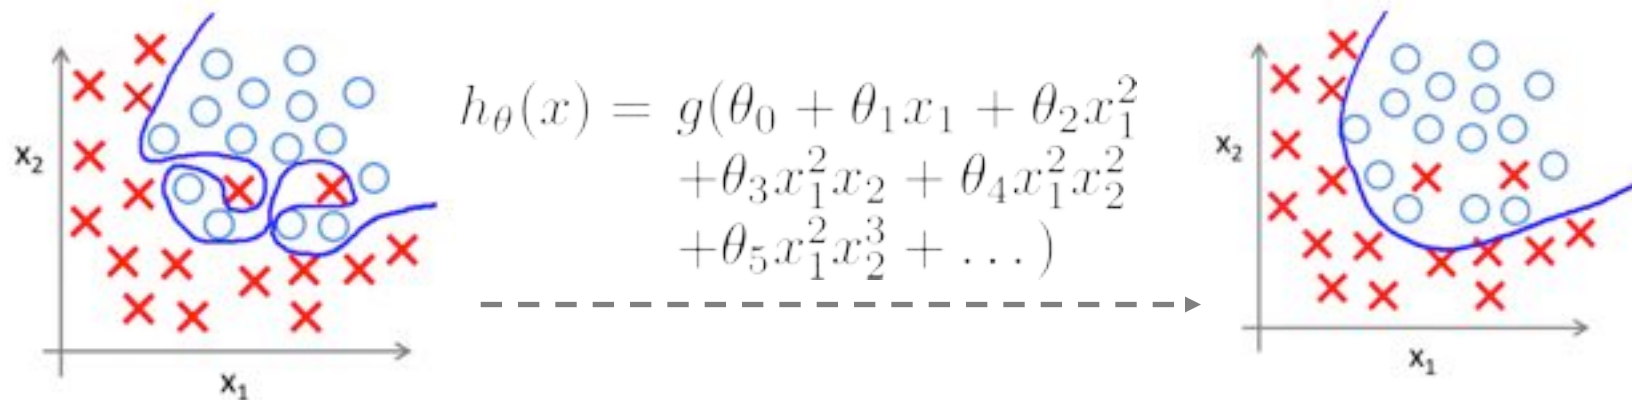 x₂
x₁
h_θ(x) = g(θ₀ + θ₁x₁ + θ₂x₁²
+θ₃x₁²x₂ + θ₄x₁²x₂²
+θ₅x₁²x₂³ + . . . )
x₂
x₁